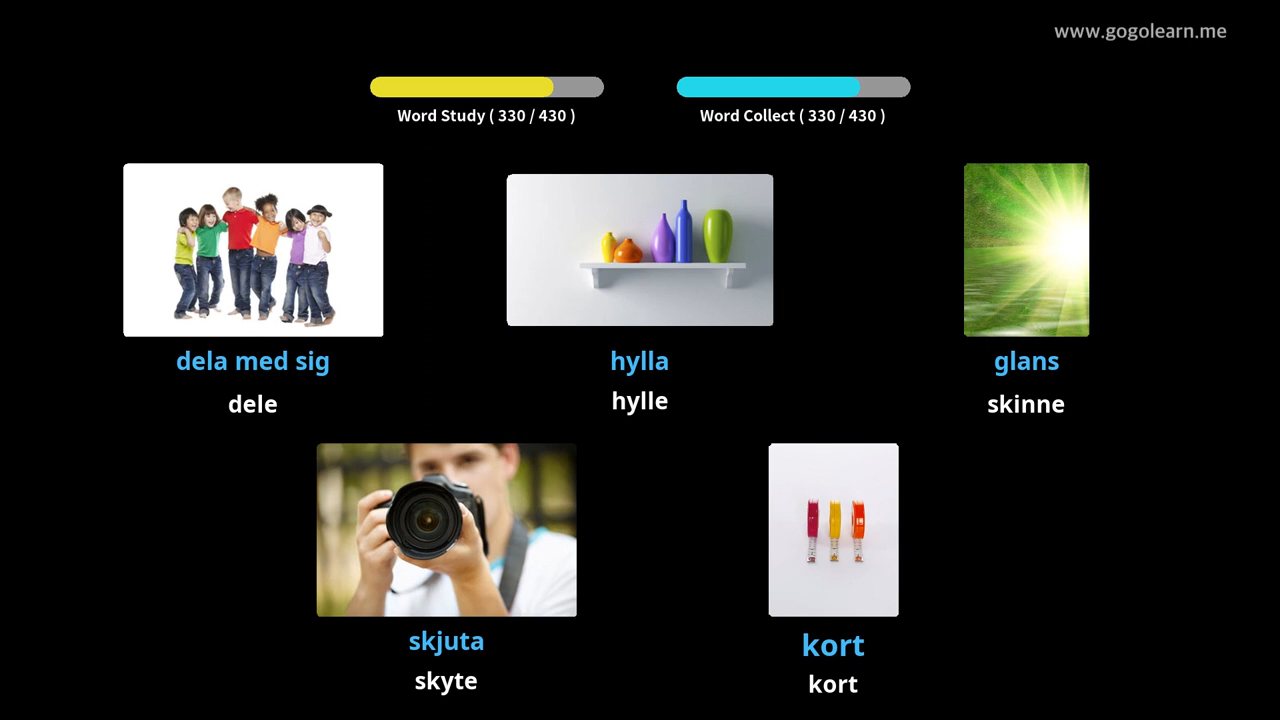 www.gogolearn.me
Word Study ( 330 / 430 )
Word Collect ( 330 / 430 )
dela med sig
dele
hylla
hylle
glans
skinne
skjuta
skyte
kort
kort